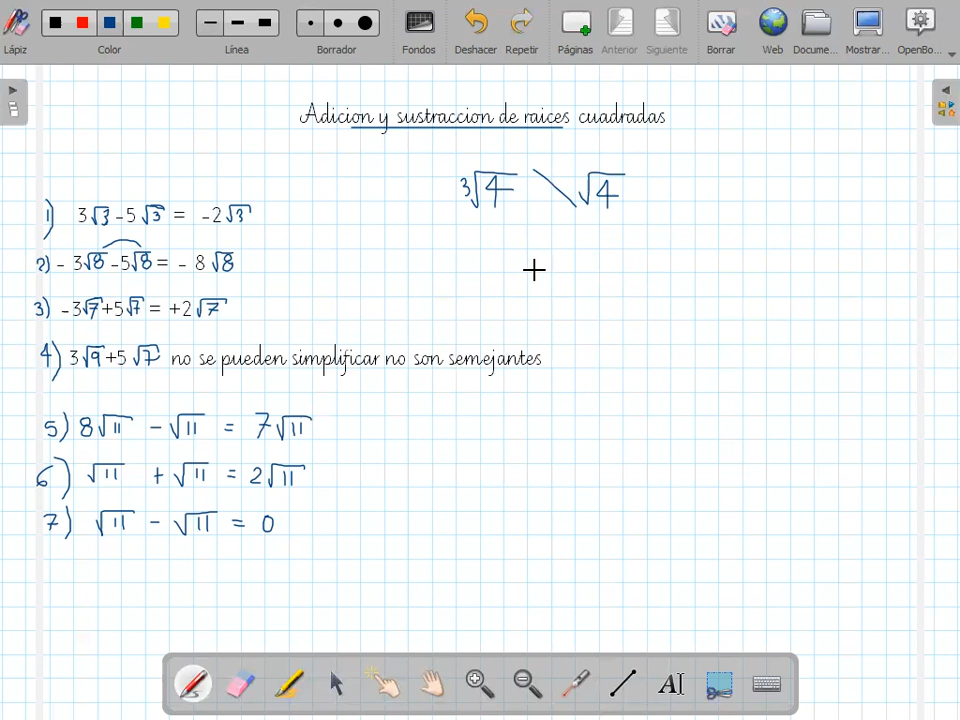 Lápiz Color Línea Borrador Fondos Deshacer Repetir Páginas Anterior Siguiente Borrar Web Docume... Mostrar... OpenBo...
Adicion y sustraccion de raices cuadradas
3√4 \ √4
1) 3√3 -5√3 = -2√3
2) - 3√8 -5√8 = - 8√8
3) -3√7+5√7 = +2√7
4) 3√9+5√7 no se pueden simplificar no son semejantes
5) 8√11 - √11 = 7√11
6) √11 + √11 = 2√11
7) √11 - √11 = 0